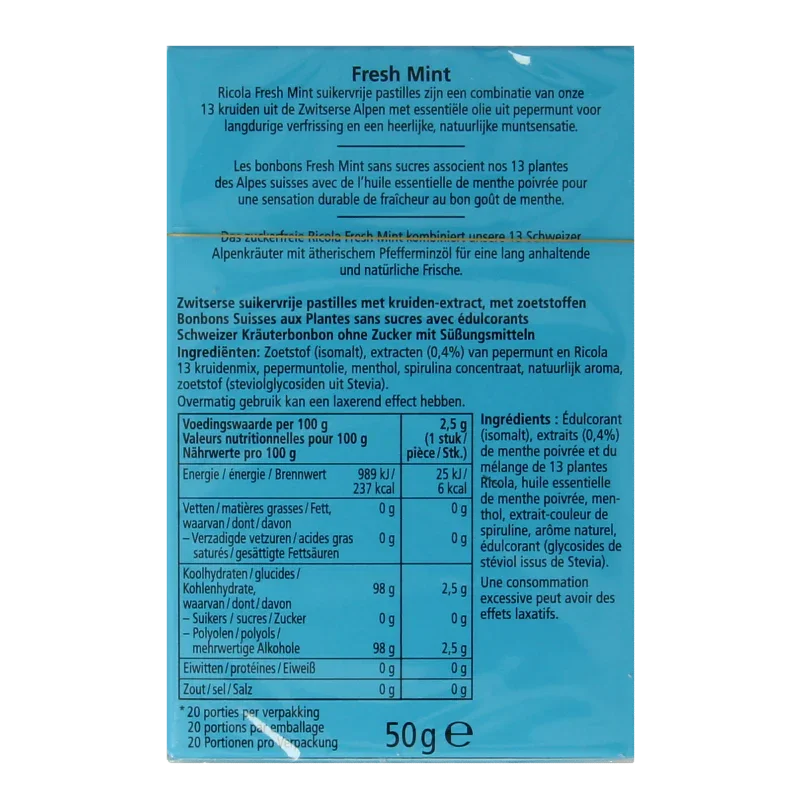 Fresh Mint
Ricola Fresh Mint suikervrije pastilles zijn een combinatie van onze
13 kruiden uit de Zwitserse Alpen met essentiële olie uit pepermunt voor
langdurige verfrissing en een heerlijke, natuurlijke muntsensatie.
Les bonbons Fresh Mint sans sucres associent nos 13 plantes
des Alpes suisses avec de l'huile essentielle de menthe poivrée pour
une sensation durable de fraîcheur au bon goût de menthe.
Das zuckerfreie Ricola Fresh Mint kombiniert unsere 13 Schweizer
Alpenkräuter mit ätherischem Pfefferminzöl für eine lang anhaltende
und natürliche Frische.
Zwitserse suikervrije pastilles met kruiden-extract, met zoetstoffen
Bonbons Suisses aux Plantes sans sucres avec édulcorants
Schweizer Kräuterbonbon ohne Zucker mit Süßungsmitteln
Ingrediënten: Zoetstof (isomalt), extracten (0,4%) van pepermunt en Ricola
13 kruidenmix, pepermuntolie, menthol, spirulina concentraat, natuurlijk aroma,
zoetstof (steviolglycosiden uit Stevia).
Overmatig gebruik kan een laxerend effect hebben.
Voedingswaarde per 100 g 2,5 g
Valeurs nutritionnelles pour 100 g (1 stuk/
Nährwerte pro 100 g pièce/Stk.)
Energie / énergie / Brennwert 989 kJ/ 25 kJ/
237 kcal 6 kcal
Vetten / matières grasses / Fett, 0 g 0 g
waarvan / dont / davon
– Verzadigde vetzuren / acides gras 0 g 0 g
saturés / gesättigte Fettsäuren
Koolhydraten / glucides /
Kohlenhydrate, 98 g 2,5 g
waarvan / dont / davon
– Suikers / sucres / Zucker 0 g 0 g
– Polyolen / polyols /
mehrwertige Alkohole 98 g 2,5 g
Eiwitten / protéines / Eiweiß 0 g 0 g
Zout / sel / Salz 0 g 0 g
*20 porties per verpakking
20 portions par emballage
20 Portionen pro Verpackung
Ingrédients : Édulcorant
(isomalt), extraits (0,4%)
de menthe poivrée et du
mélange de 13 plantes
Ricola, huile essentielle
de menthe poivrée, men-
thol, extrait-couleur de
spiruline, arôme naturel,
édulcorant (glycosides de
stéviol issus de Stevia).
Une consommation
excessive peut avoir des
effets laxatifs.
50 g ℮